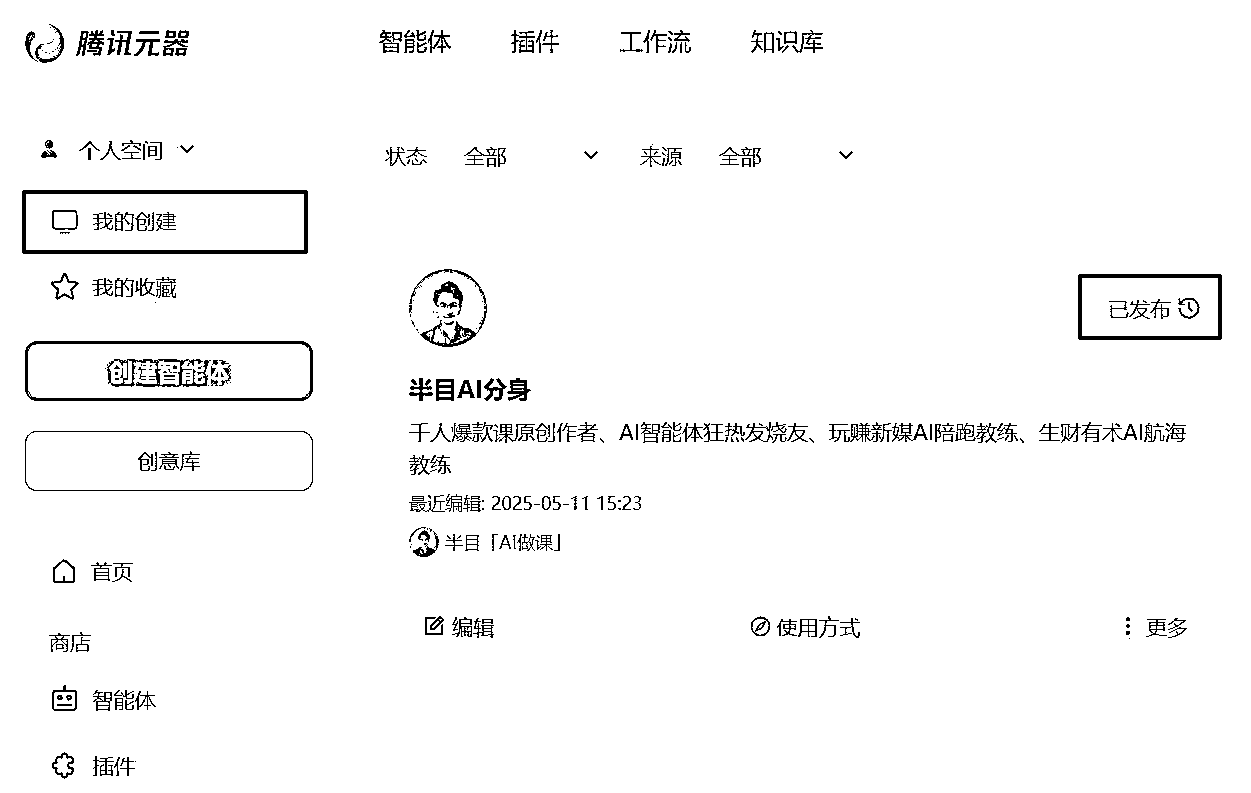 腾讯元器
智能体 插件 工作流 知识库
个人空间
我的创建
我的收藏
创建智能体
创意库
首页
商店
智能体
插件
状态 全部 来源 全部
已发布
半目AI分身
千人爆款课原创作者、AI智能体狂热发烧友、玩赚新媒AI陪跑教练、生财有术AI航海
教练
最近编辑: 2025-05-11 15:23
半目「AI做课」
编辑 使用方式 更多